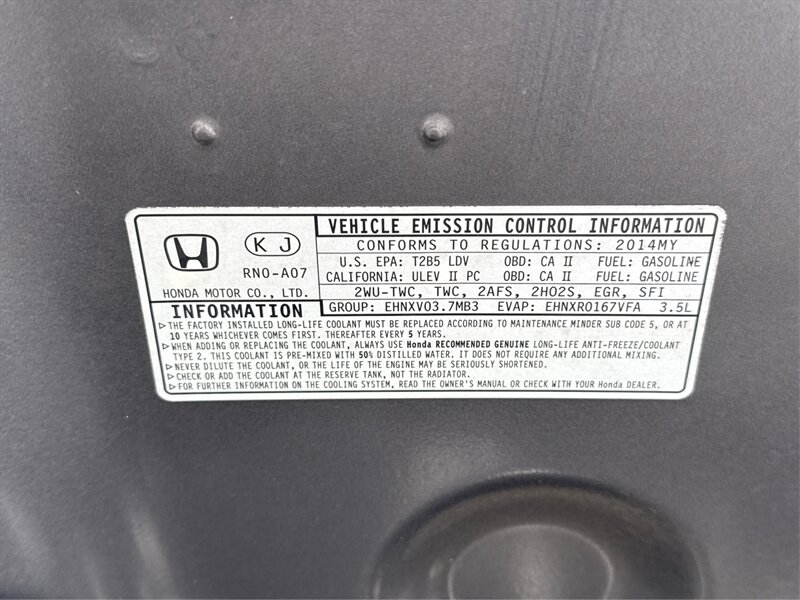 VEHICLE EMISSION CONTROL INFORMATION
K J
CONFORMS TO REGULATIONS: 2014MY
RN0-A07
U.S. EPA: T2B5 LDV OBD: CA II FUEL: GASOLINE
CALIFORNIA: ULEV II PC OBD: CA II FUEL: GASOLINE
HONDA MOTOR CO., LTD.
2WU-TWC, TWC, 2AFS, 2HO2S, EGR, SFI
INFORMATION
GROUP: EHNXV03.7MB3 EVAP: EHNXR0167VFA 3.5L
▷THE FACTORY INSTALLED LONG-LIFE COOLANT MUST BE REPLACED ACCORDING TO MAINTENANCE MINDER SUB CODE 5, OR AT
10 YEARS WHICHEVER COMES FIRST. THEREAFTER EVERY 5 YEARS.
▷WHEN ADDING OR REPLACING THE COOLANT, ALWAYS USE Honda RECOMMENDED GENUINE LONG-LIFE ANTI-FREEZE/COOLANT
TYPE 2. THIS COOLANT IS PRE-MIXED WITH 50% DISTILLED WATER. IT DOES NOT REQUIRE ANY ADDITIONAL MIXING.
▷NEVER DILUTE THE COOLANT, OR THE LIFE OF THE ENGINE MAY BE SERIOUSLY SHORTENED.
▷CHECK OR ADD THE COOLANT AT THE RESERVE TANK, NOT THE RADIATOR.
▷FOR FURTHER INFORMATION ON THE COOLING SYSTEM, READ THE OWNER'S MANUAL OR CHECK WITH YOUR Honda DEALER.